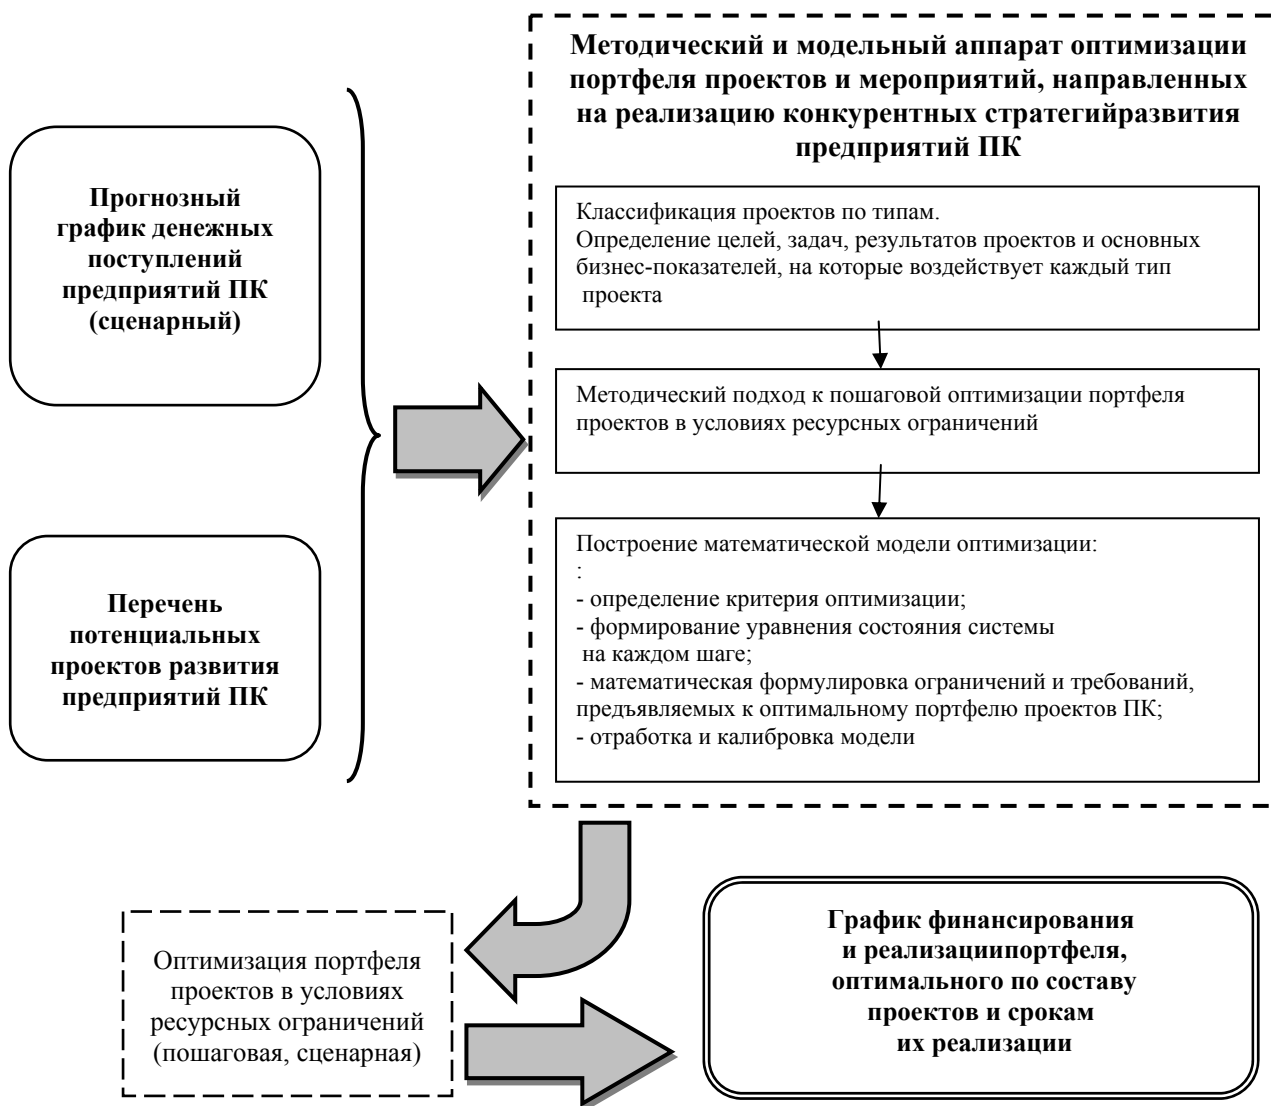 Прогнозный
график денежных
поступлений
предприятий ПК
(сценарный)
Перечень
потенциальных
проектов развития
предприятий ПК
Методический и модельный аппарат оптимизации
портфеля проектов и мероприятий, направленных
на реализацию конкурентных стратегийразвития
предприятий ПК
Классификация проектов по типам.
Определение целей, задач, результатов проектов и основных
бизнес-показателей, на которые воздействует каждый тип
проекта
Методический подход к пошаговой оптимизации портфеля
проектов в условиях ресурсных ограничений
Построение математической модели оптимизации:
:
- определение критерия оптимизации;
- формирование уравнения состояния системы
на каждом шаге;
- математическая формулировка ограничений и требований,
предъявляемых к оптимальному портфелю проектов ПК;
- отработка и калибровка модели
Оптимизация портфеля
проектов в условиях
ресурсных ограничений
(пошаговая, сценарная)
График финансирования
и реализациипортфеля,
оптимального по составу
проектов и срокам
их реализации